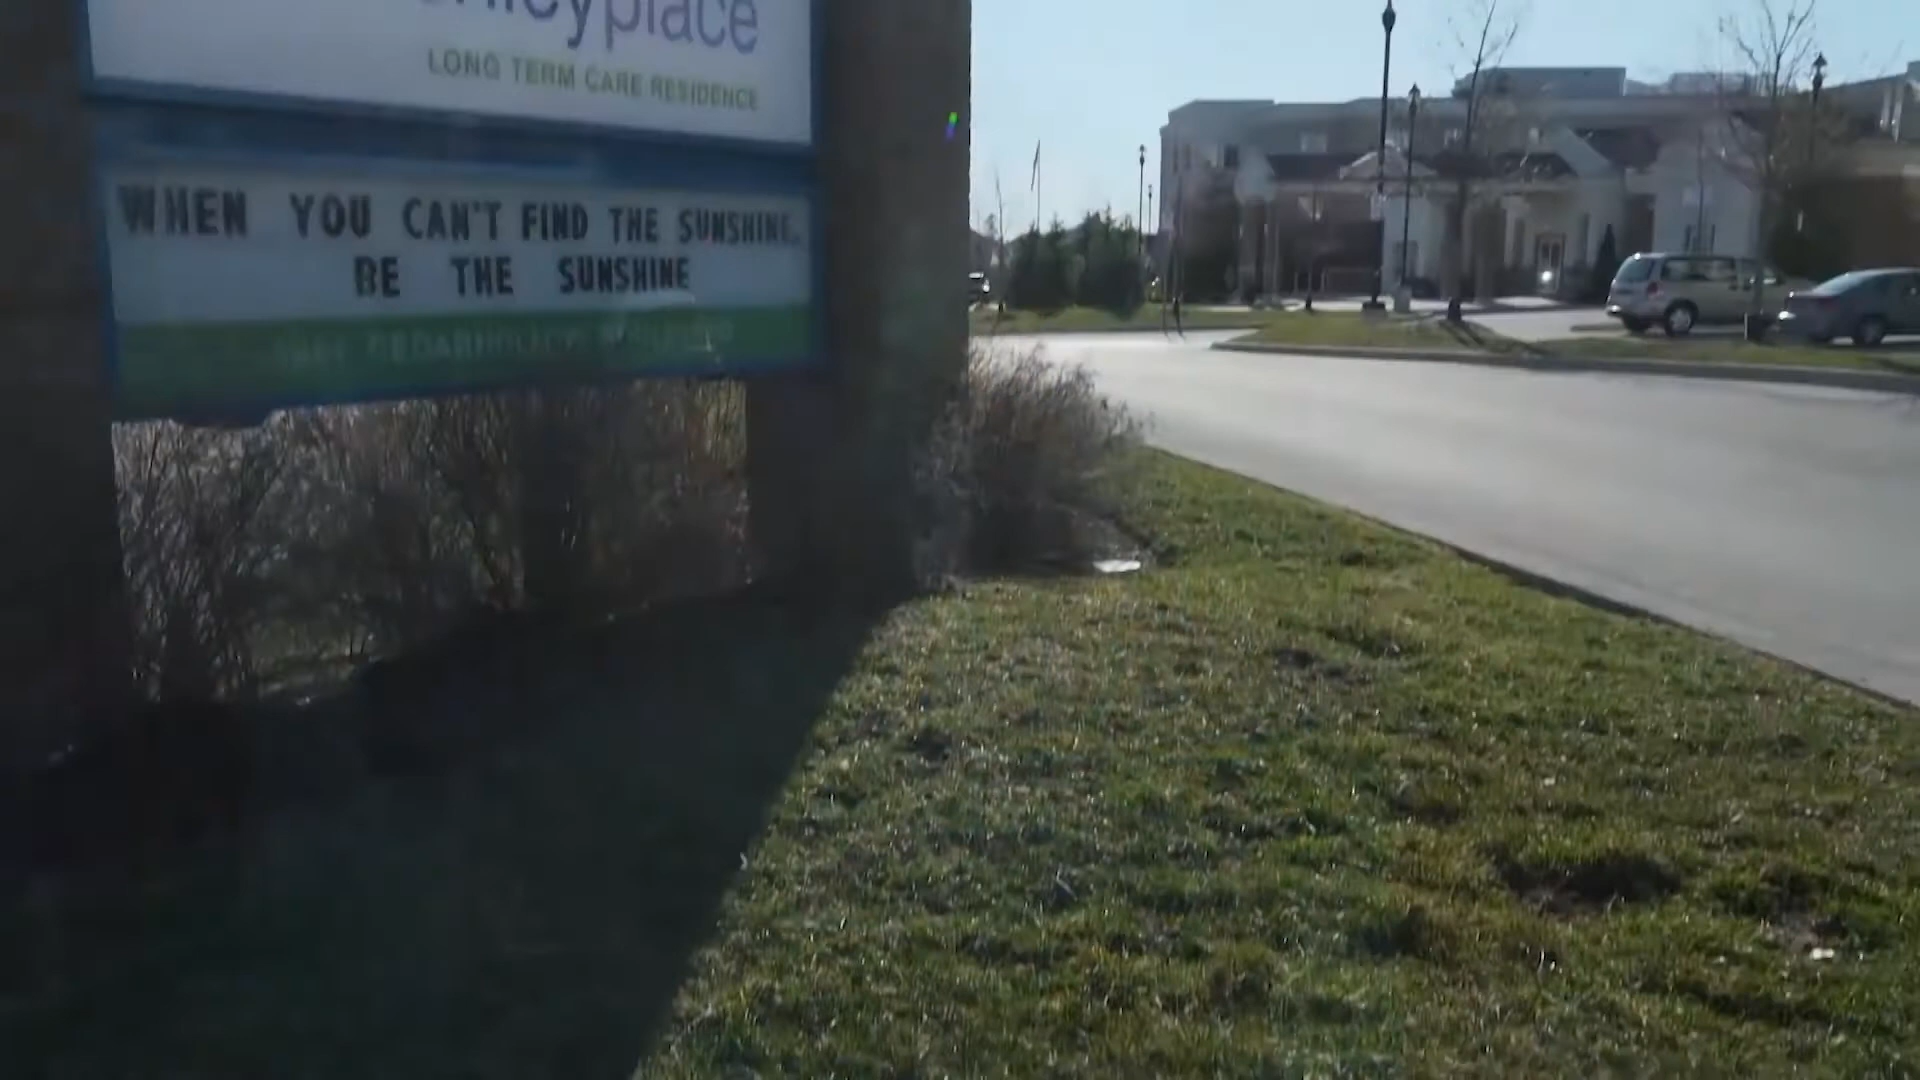 LONG TERM CARE RESIDENCE
WHEN YOU CAN'T FIND THE SUNSHINE,
BE THE SUNSHINE